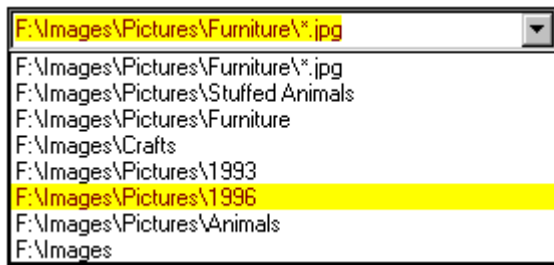 F:\Images\Pictures\Furniture\*.jpg
F:\Images\Pictures\Furniture\*.jpg
F:\Images\Pictures\Stuffed Animals
F:\Images\Pictures\Furniture
F:\Images\Crafts
F:\Images\Pictures\1993
F:\Images\Pictures\1996
F:\Images\Pictures\Animals
F:\Images